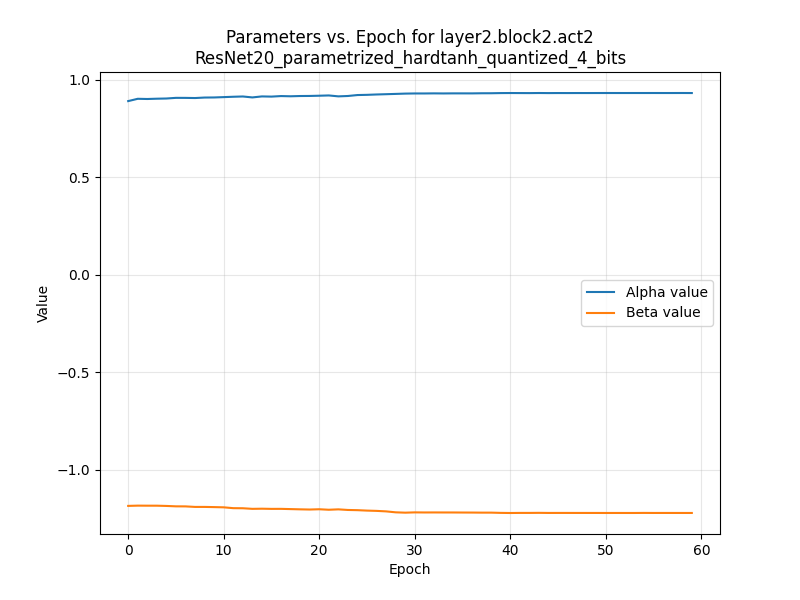 Parameters vs. Epoch for layer2.block2.act2
ResNet20_parametrized_hardtanh_quantized_4_bits
1.0
0.5
0.0
−0.5
−1.0
Value
Alpha value
Beta value
0 10 20 30 40 50 60
Epoch